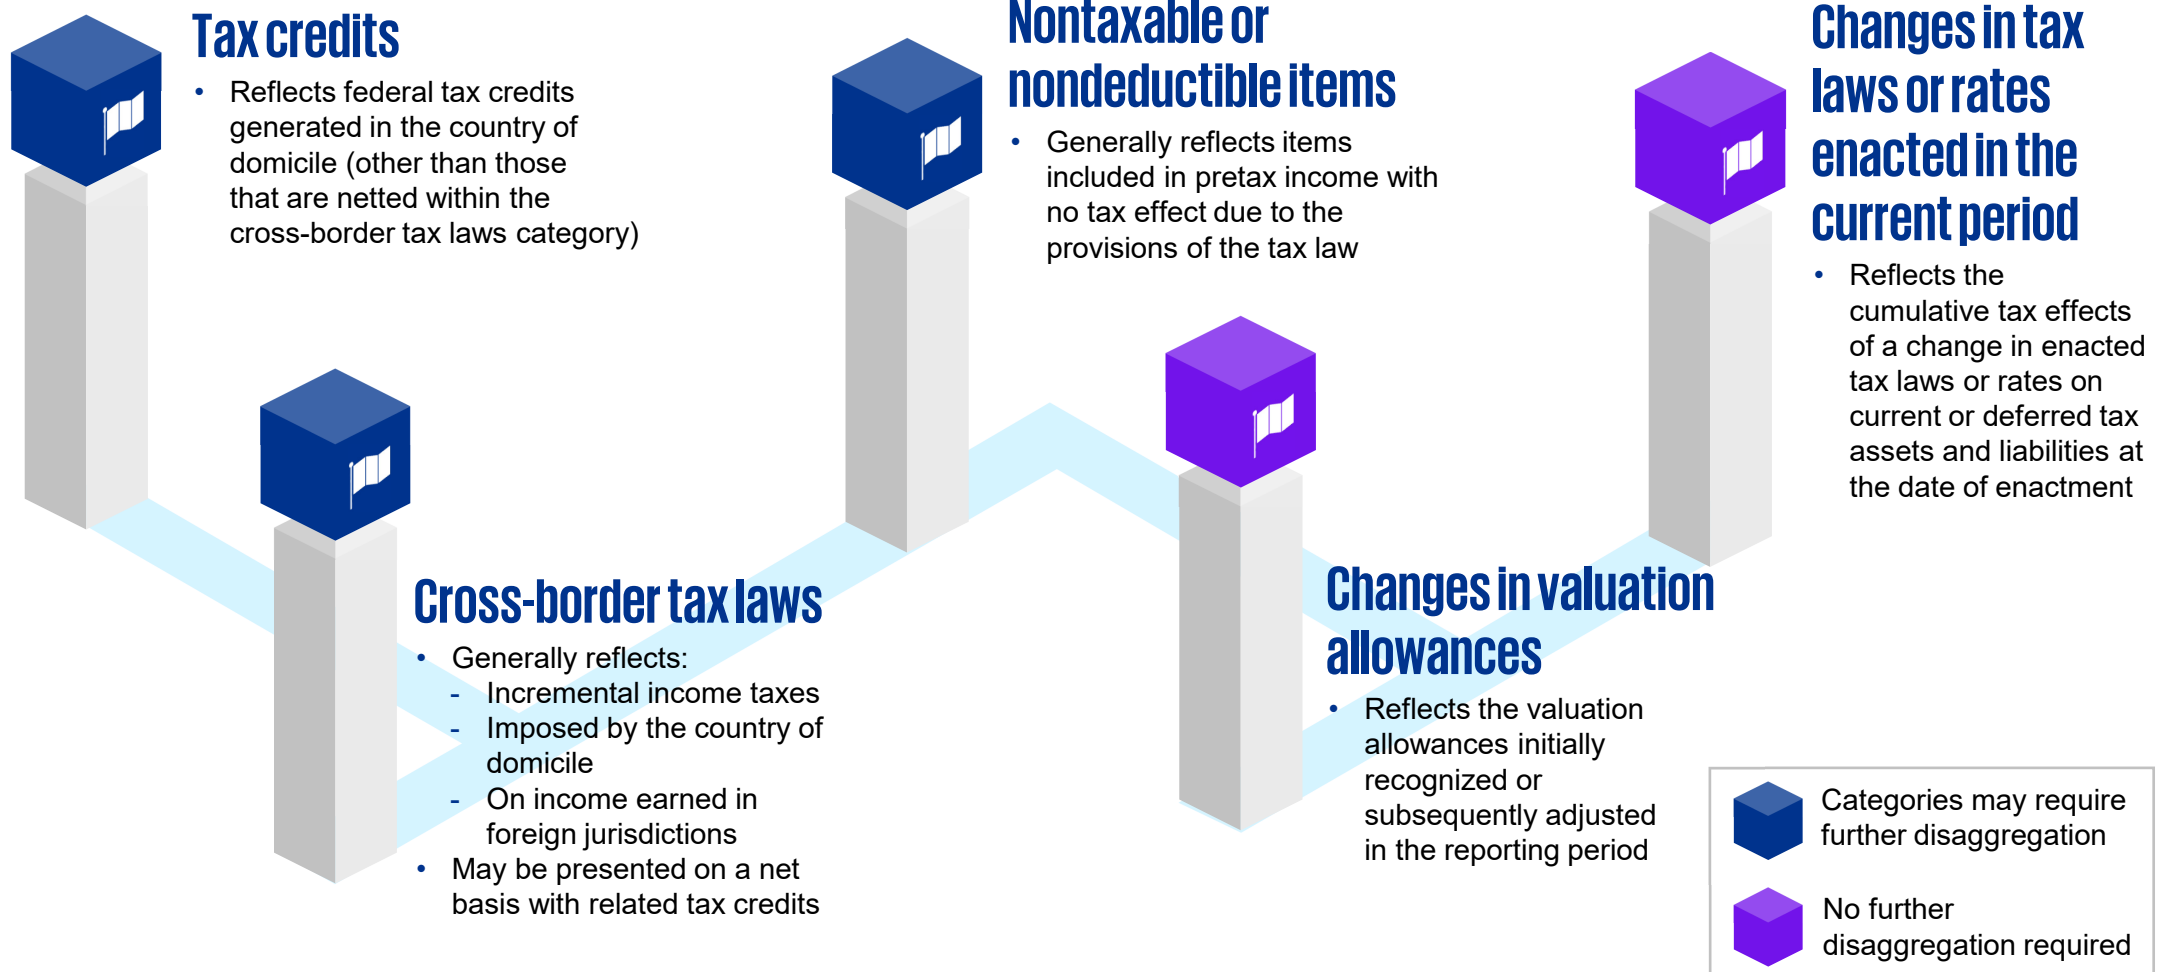 Tax credits
• Reflects federal tax credits
generated in the country of
domicile (other than those
that are netted within the
cross-border tax laws category)
Cross-border tax laws
• Generally reflects:
- Incremental income taxes
- Imposed by the country of
domicile
- On income earned in
foreign jurisdictions
• May be presented on a net
basis with related tax credits
Nontaxable or
nondeductible items
• Generally reflects items
included in pretax income with
no tax effect due to the
provisions of the tax law
Changes in valuation
allowances
• Reflects the valuation
allowances initially
recognized or
subsequently adjusted
in the reporting period
Changes in tax
laws or rates
enacted in the
current period
• Reflects the
cumulative tax effects
of a change in enacted
tax laws or rates on
current or deferred tax
assets and liabilities at
the date of enactment
Categories may require
further disaggregation
No further
disaggregation required